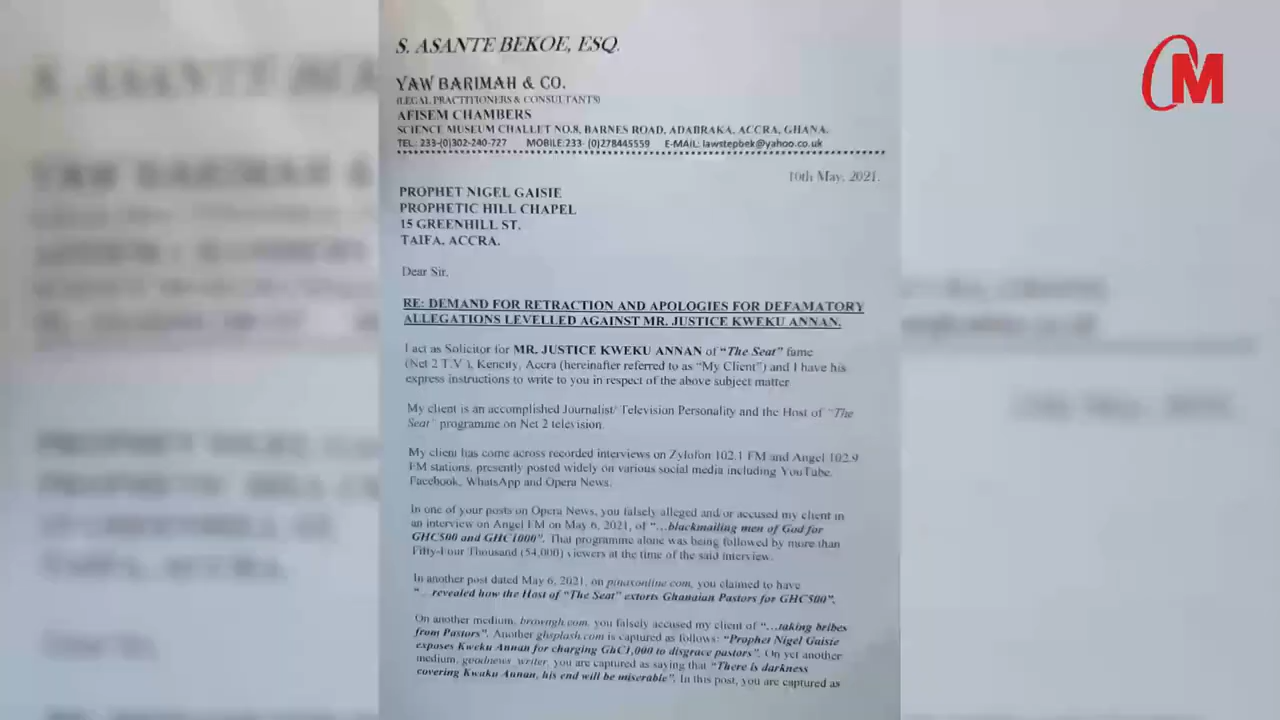 S. ASANTE BEKOE, ESQ.
YAW BARIMAH & CO.
(LEGAL PRACTITIONERS & CONSULTANTS)
AFISEM CHAMBERS
SCIENCE MUSEUM CHALLET NO.8, BARNES ROAD, ADABRAKA, ACCRA, GHANA.
TEL: 233-(0)302-240-727 MOBILE:233- (0)278445559 E-MAIL: lawstepbek@yahoo.co.uk
10th May, 2021.
PROPHET NIGEL GAISIE
PROPHETIC HILL CHAPEL
15 GREENHILL ST.
TAIFA, ACCRA.
Dear Sir,
RE: DEMAND FOR RETRACTION AND APOLOGIES FOR DEFAMATORY
ALLEGATIONS LEVELLED AGAINST MR. JUSTICE KWEKU ANNAN.
I act as Solicitor for MR. JUSTICE KWEKU ANNAN of "The Seat" fame
(Net 2 T.V ), Kencity, Accra (hereinafter referred to as "My Client") and I have his
express instructions to write to you in respect of the above subject matter
My client is an accomplished Journalist/ Television Personality and the Host of "The
Seat" programme on Net 2 television.
My client has come across recorded interviews on Zylofon 102.1 FM and Angel 102.9
FM stations, presently posted widely on various social media including YouTube,
Facebook, WhatsApp and Opera News.
In one of your posts on Opera News, you falsely alleged and/or accused my client in
an interview on Angel FM on May 6, 2021, of "...blackmailing men of God for
GHC500 and GHC1000". That programme alone was being followed by more than
Fifty-Four Thousand (54,000) viewers at the time of the said interview.
In another post dated May 6, 2021, on pinaxonline.com, you claimed to have
"...revealed how the Host of "The Seat" extorts Ghanaian Pastors for GHC500".
On another medium, browngh.com, you falsely accused my client of "...taking bribes
from Pastors". Another ghsplash.com is captured as follows: "Prophet Nigel Gaisie
exposes Kweku Annan for charging GhC1,000 to disgrace pastors". On yet another
medium, goodnews_writer, you are captured as saying that "There is darkness
covering Kwaku Annan, his end will be miserable". In this post, you are captured as
M